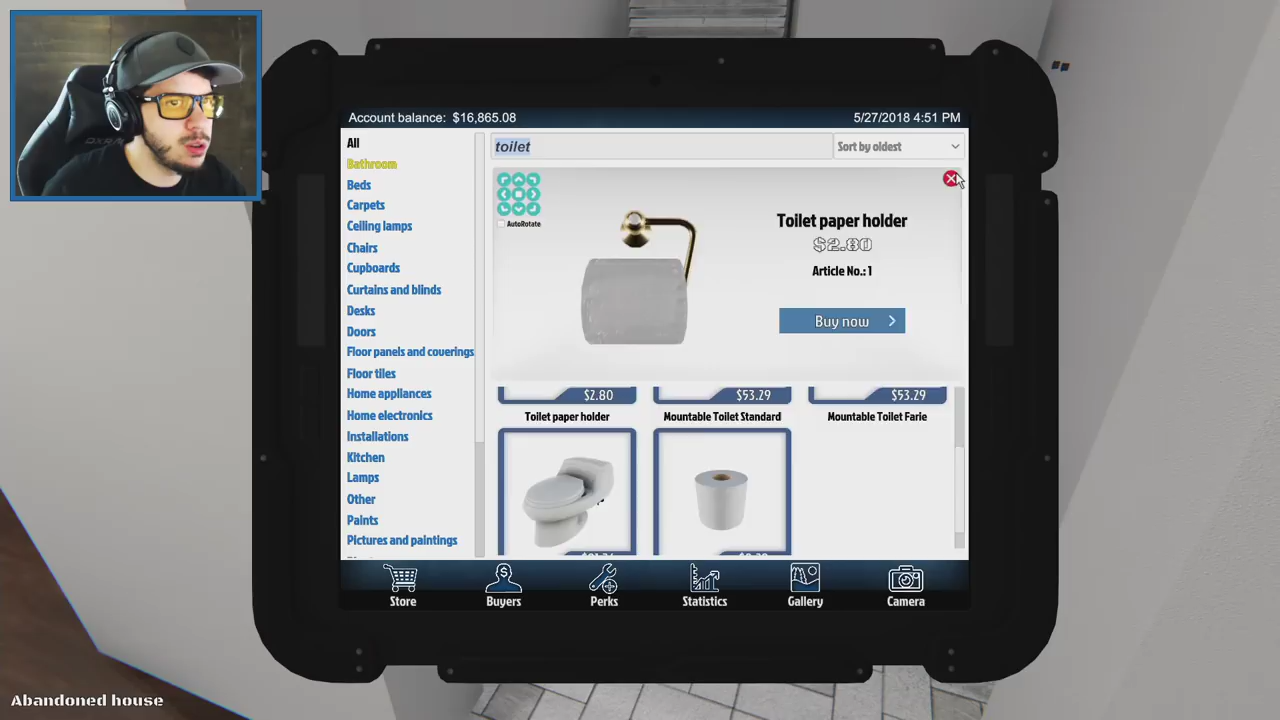 Account balance: $16,865.08
5/27/2018 4:51 PM
All
Bathroom
Beds
Carpets
Ceiling lamps
Chairs
Cupboards
Curtains and blinds
Desks
Doors
Floor panels and coverings
Floor tiles
Home appliances
Home electronics
Installations
Kitchen
Lamps
Other
Paints
Pictures and paintings
toilet
Sort by oldest
AutoRotate
Toilet paper holder
$2.80
Article No.: 1
Buy now
$2.80
$53.29
$53.29
Toilet paper holder
Mountable Toilet Standard
Mountable Toilet Farie
Store
Buyers
Perks
Statistics
Gallery
Camera
Abandoned house